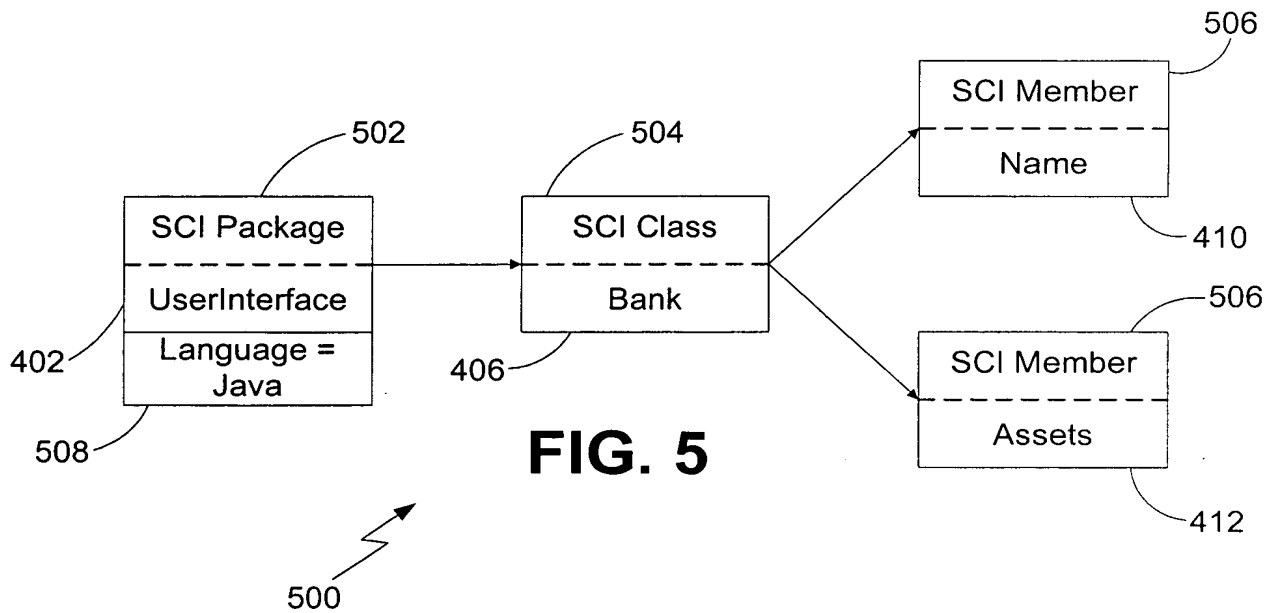 506
SCI Member
Name
410
502
SCI Package
UserInterface
402
Language =
Java
508
504
SCI Class
Bank
406
506
SCI Member
Assets
412
FIG. 5
500